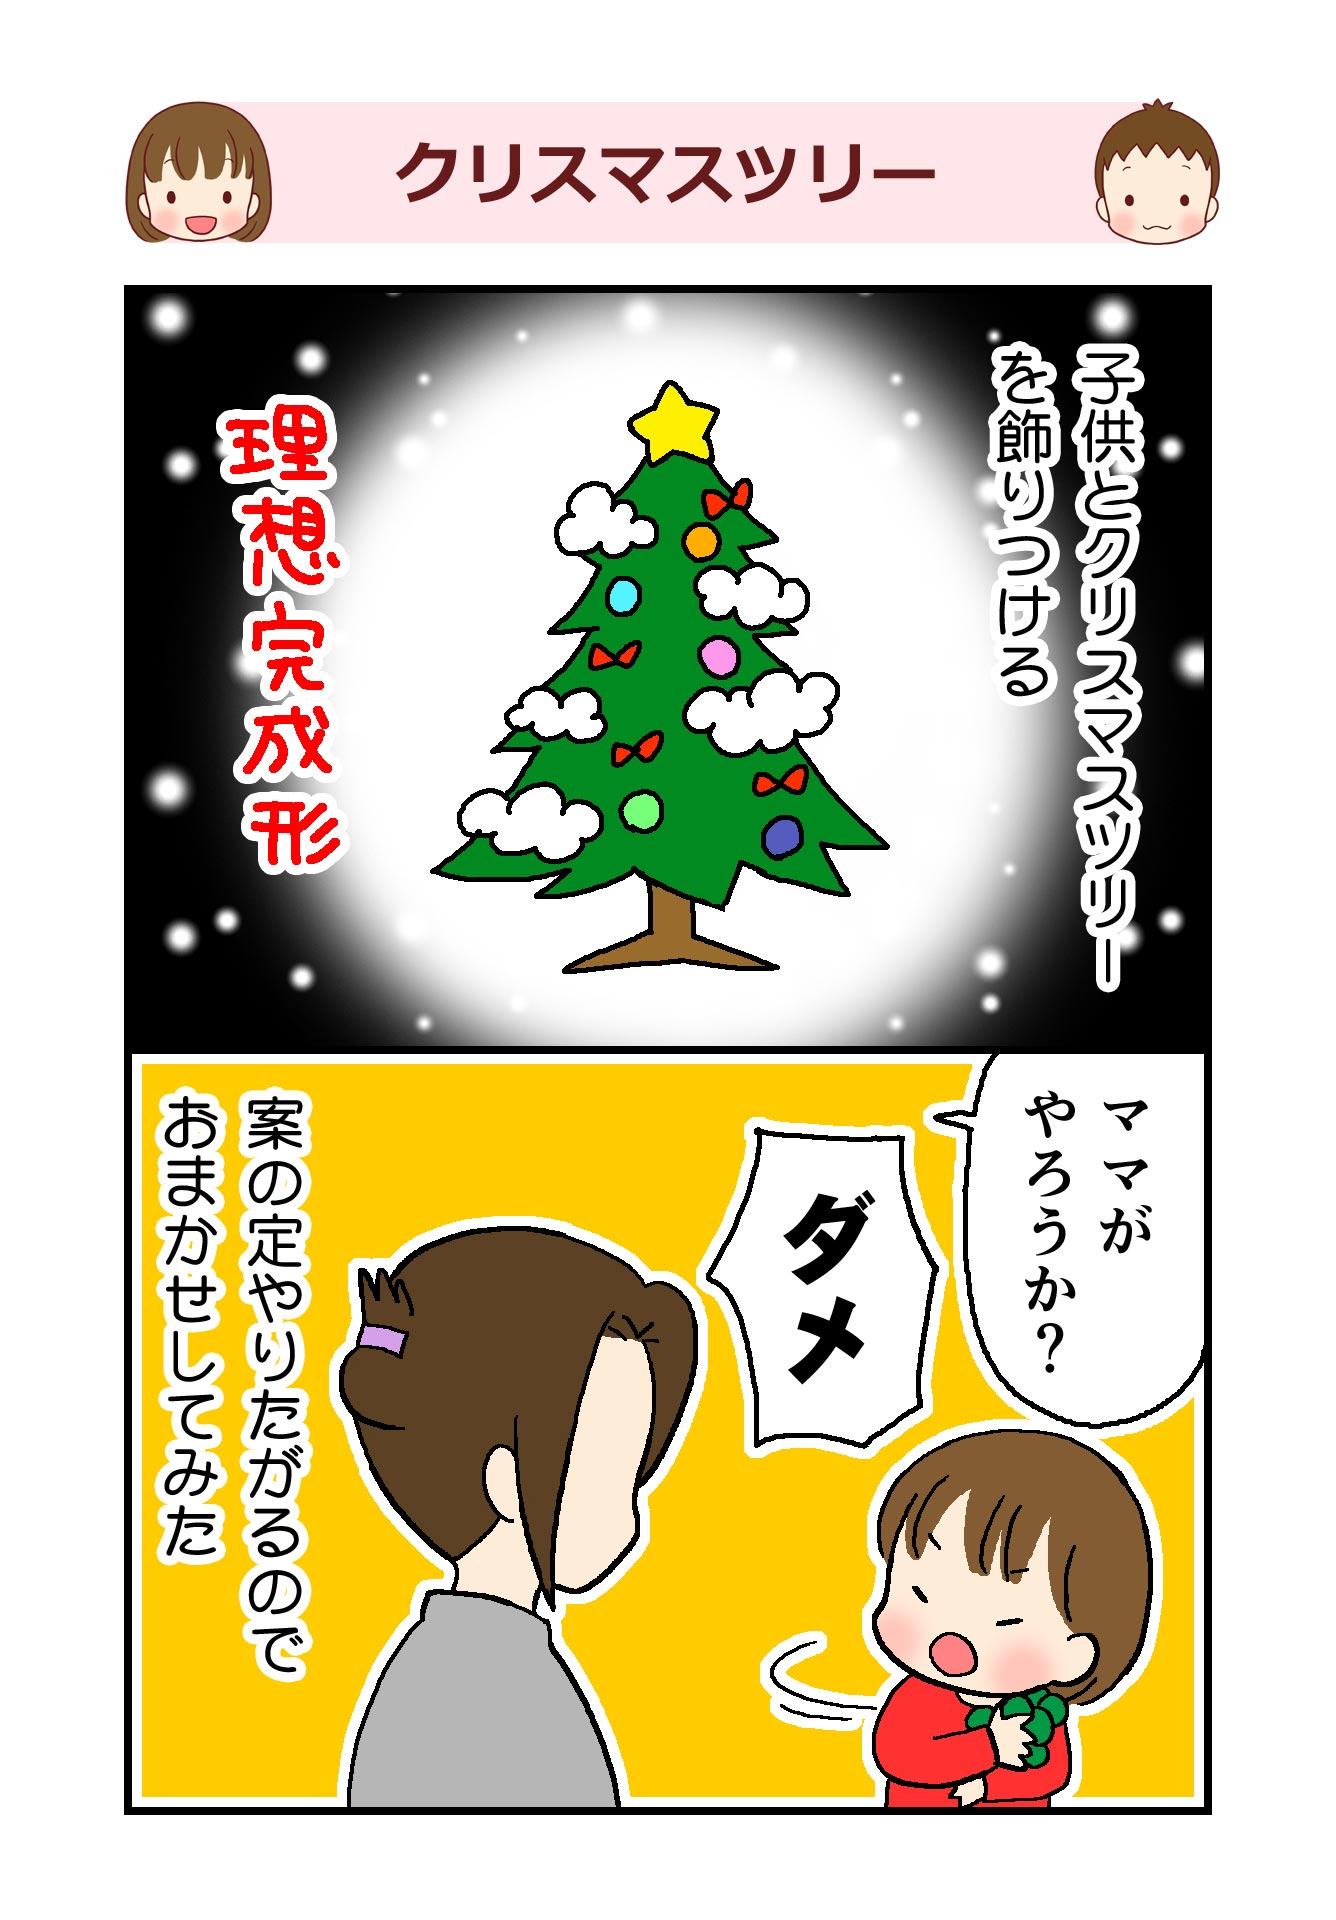 クリスマスツリー
子供とクリスマスツリー
を飾りつける
理想完成形
ママが
やろうか?
ダメ
案の定やりたがるので
おまかせしてみた